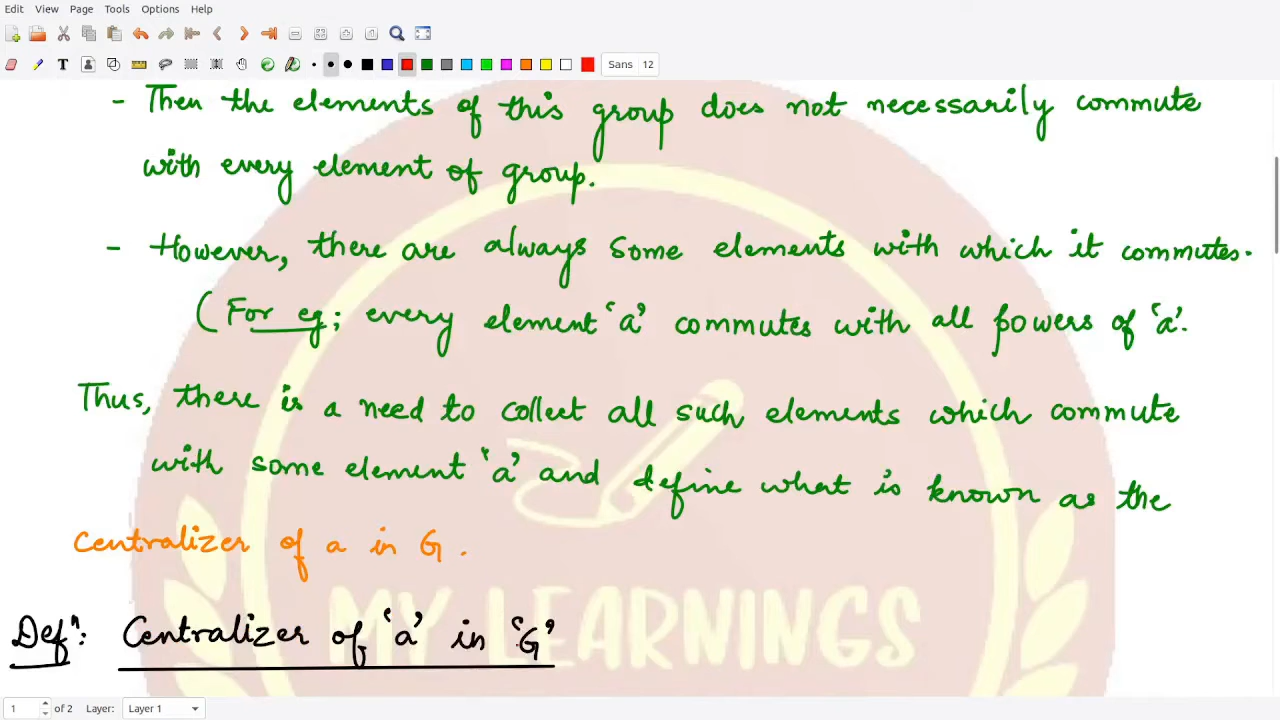 Edit View Page Tools Options Help
Sans 12
- Then the elements of this group does not necessarily commute
with every element of group.
- However, there are always some elements with which it commutes.
(For eg; every element 'a' commutes with all powers of 'a'.
Thus, there is a need to collect all such elements which commute
with some element 'a' and define what is known as the
Centralizer of a in G.
Defⁿ: Centralizer of 'a' in 'G'
MY LEARNINGS
1 of 2 Layer: Layer 1